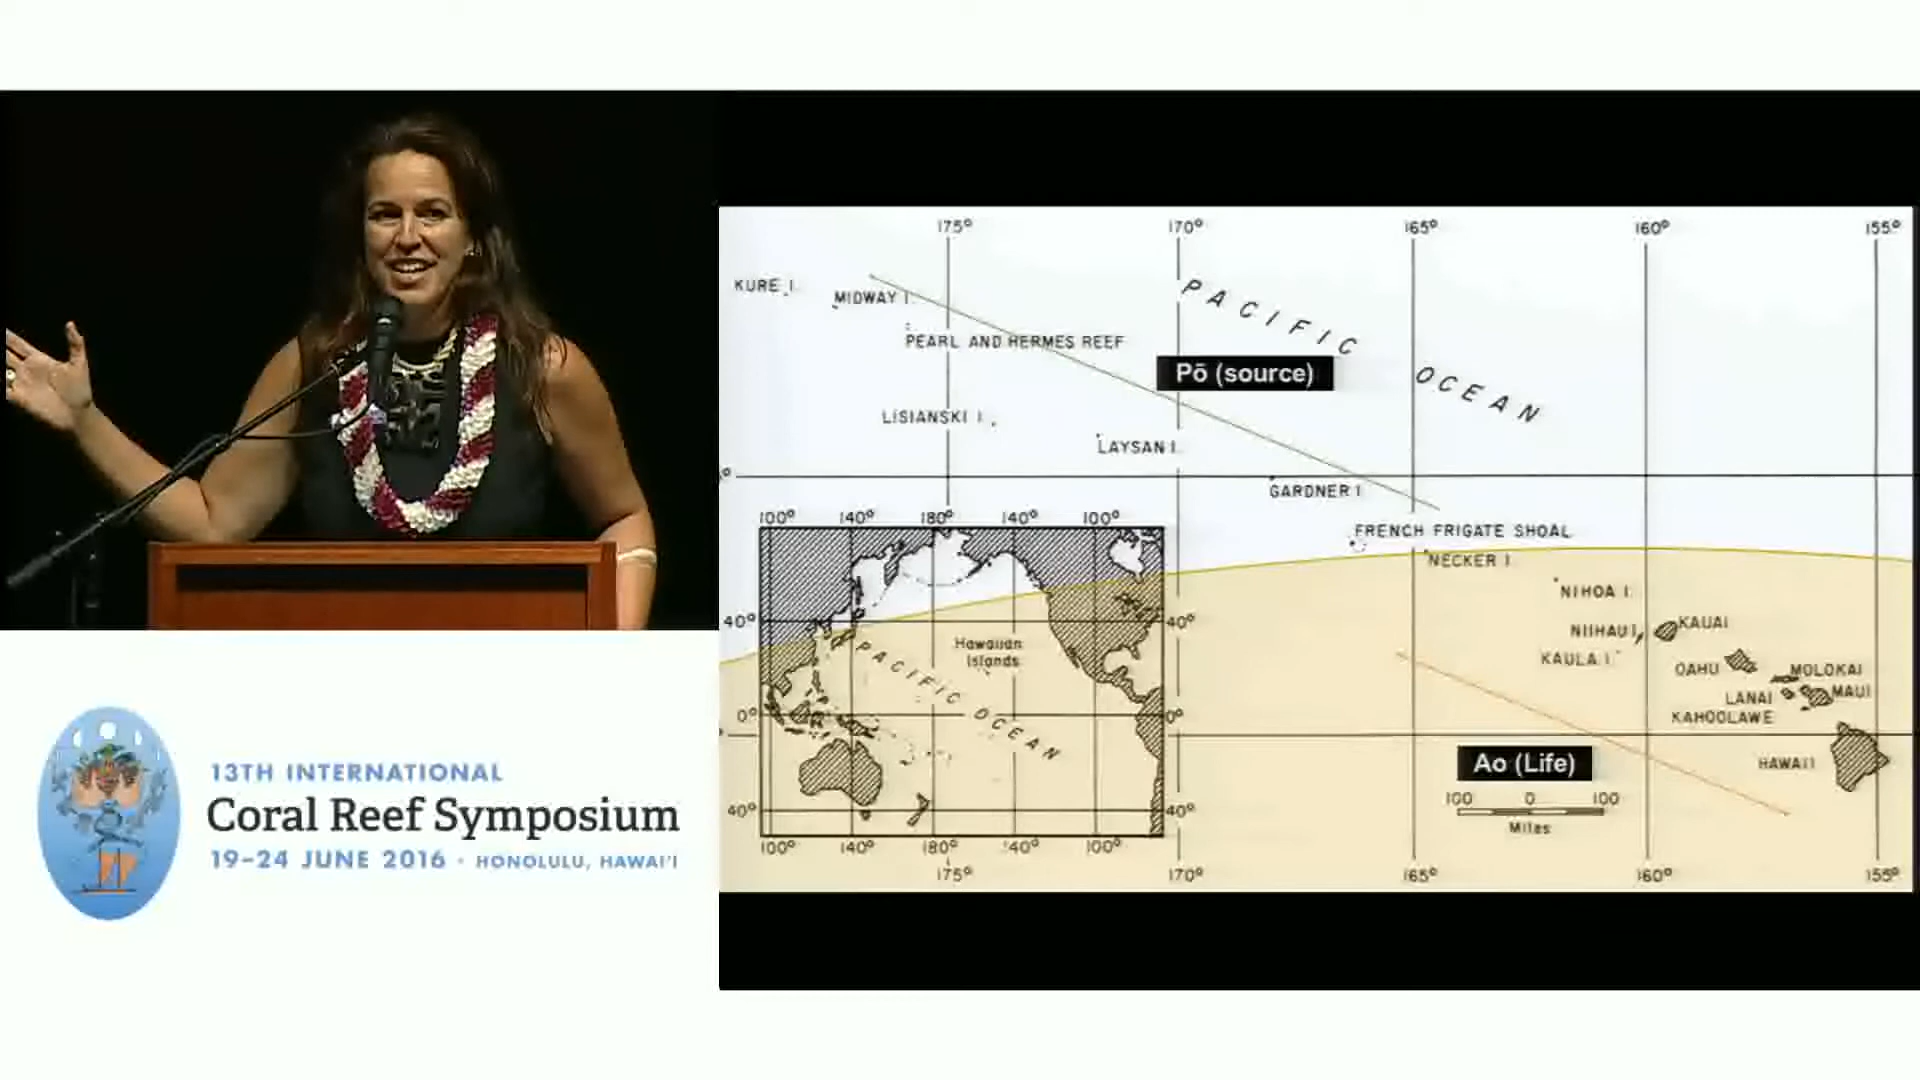 13TH INTERNATIONAL
Coral Reef Symposium
19–24 JUNE 2016 · HONOLULU, HAWAI'I
175° 170° 165° 160° 155°
KURE I.
MIDWAY I.
PEARL AND HERMES REEF
PACIFIC OCEAN
Pō (source)
LISIANSKI I.
LAYSAN I.
GARDNER I.
FRENCH FRIGATE SHOAL
NECKER I.
NIHOA I.
NIIHAU I.
KAUAI
KAULA I.
OAHU
MOLOKAI
LANAI
MAUI
KAHOOLAWE
HAWAII
Ao (Life)
100 0 100
Miles
100° 140° 180° 140° 100°
40° 40°
Hawaiian
Islands
PACIFIC OCEAN
0° 0°
40° 40°
100° 140° 180° 140° 100°
175° 170° 165° 160° 155°